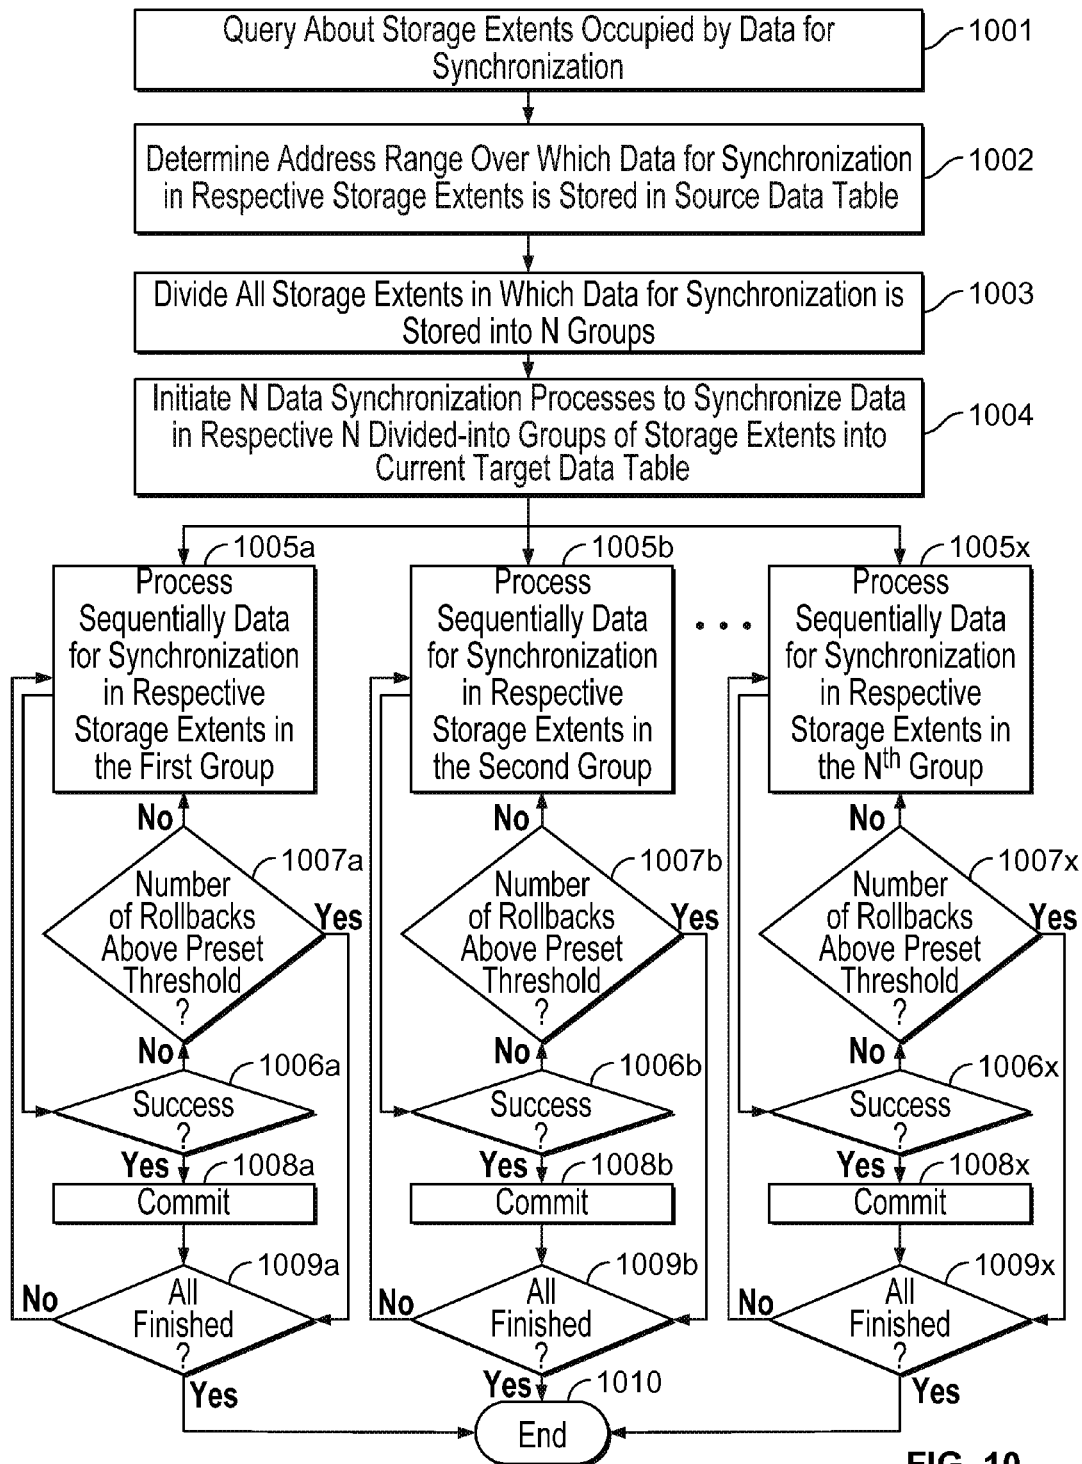 Query About Storage Extents Occupied by Data for
Synchronization
1001
Determine Address Range Over Which Data for Synchronization
in Respective Storage Extents is Stored in Source Data Table
1002
Divide All Storage Extents in Which Data for Synchronization is
Stored into N Groups
1003
Initiate N Data Synchronization Processes to Synchronize Data
in Respective N Divided-into Groups of Storage Extents into
Current Target Data Table
1004
1005a
Process
Sequentially Data
for Synchronization
in Respective
Storage Extents in
the First Group
No
1007a
Number
of Rollbacks
Above Preset
Threshold
?
Yes
No
1006a
Success
?
Yes
1008a
Commit
1009a
All
Finished
?
No
Yes
1005b
Process
Sequentially Data
for Synchronization
in Respective
Storage Extents in
the Second Group
No
1007b
Number
of Rollbacks
Above Preset
Threshold
?
Yes
No
1006b
Success
?
Yes
1008b
Commit
1009b
All
Finished
?
No
Yes
. . .
1005x
Process
Sequentially Data
for Synchronization
in Respective
Storage Extents in
the Nth Group
No
1007x
Number
of Rollbacks
Above Preset
Threshold
?
Yes
No
1006x
Success
?
Yes
1008x
Commit
1009x
All
Finished
?
No
Yes
1010
End
FIG. 10